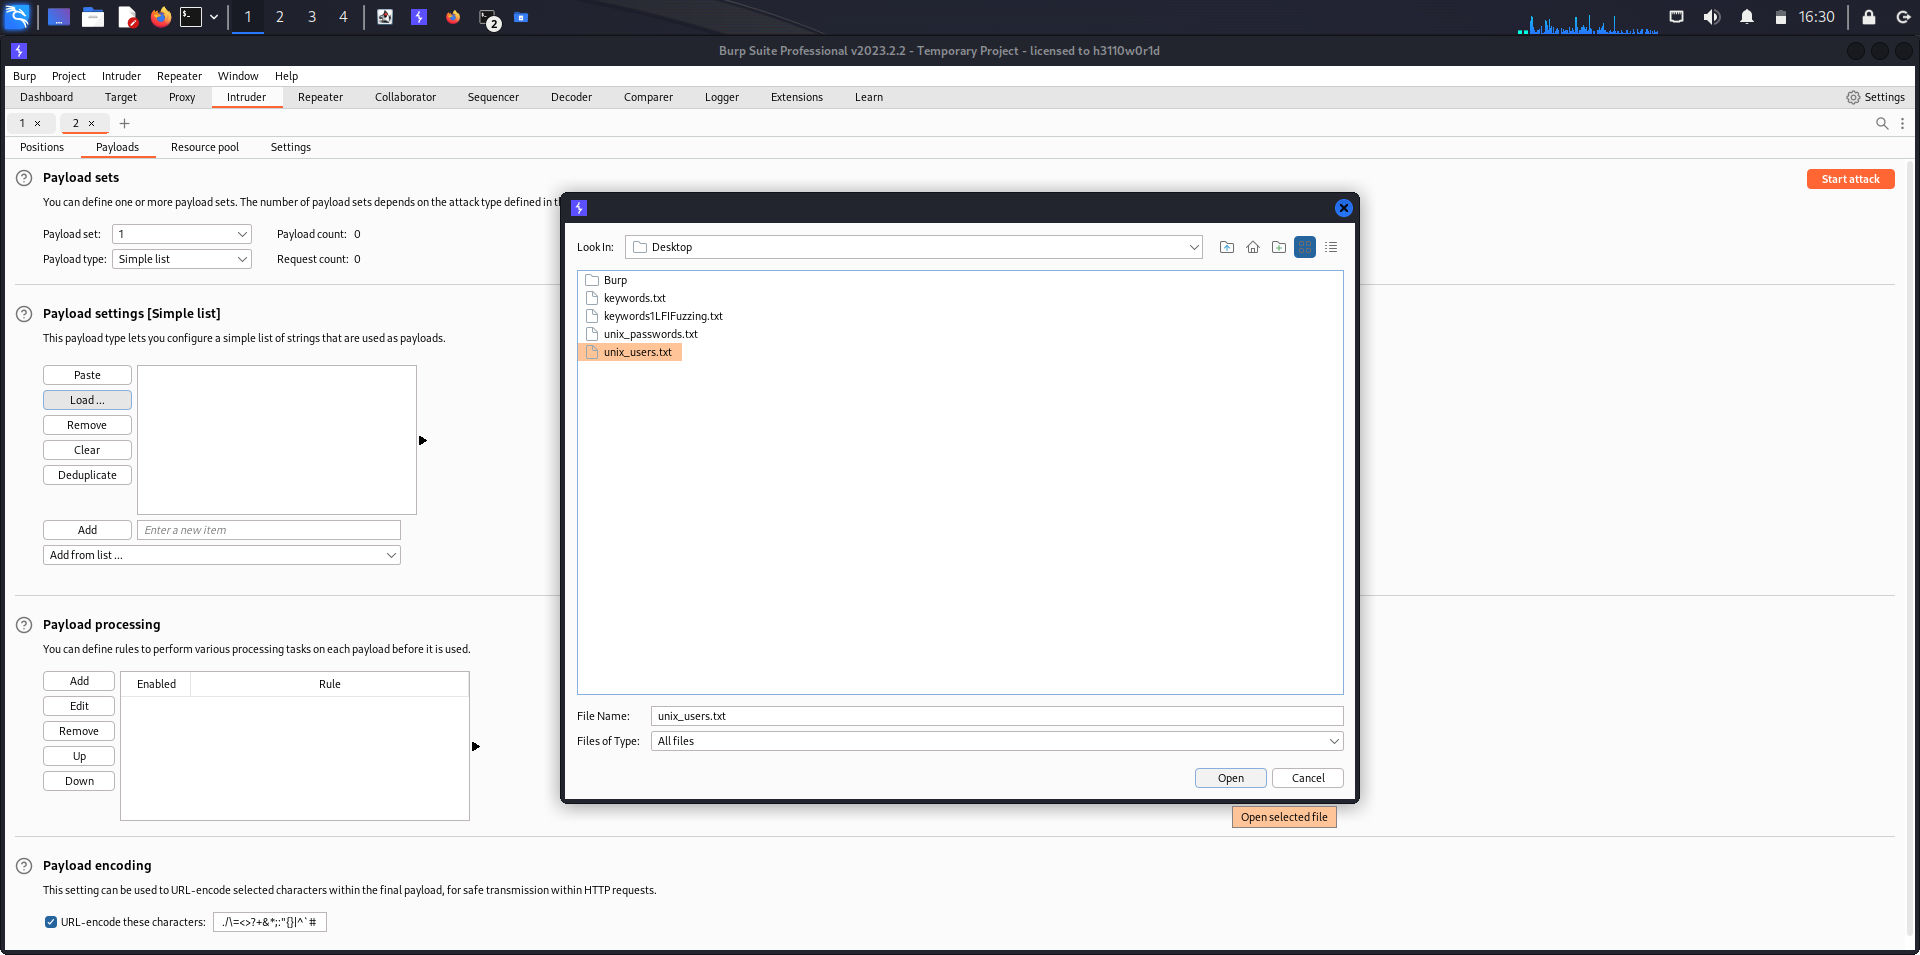 1 2 3 4 2 16:30
Burp Suite Professional v2023.2.2 - Temporary Project - licensed to h3110w0r1d
Burp Project Intruder Repeater Window Help
Dashboard Target Proxy Intruder Repeater Collaborator Sequencer Decoder Comparer Logger Extensions Learn Settings
1 × 2 × +
Positions Payloads Resource pool Settings
? Payload sets
Start attack
You can define one or more payload sets. The number of payload sets depends on the attack type defined in
Payload set: 1 Payload count: 0
Payload type: Simple list Request count: 0
? Payload settings [Simple list]
This payload type lets you configure a simple list of strings that are used as payloads.
Paste
Load ...
Remove
Clear
Deduplicate
Add Enter a new item
Add from list ...
? Payload processing
You can define rules to perform various processing tasks on each payload before it is used.
Add Enabled Rule
Edit
Remove
Up
Down
? Payload encoding
This setting can be used to URL-encode selected characters within the final payload, for safe transmission within HTTP requests.
URL-encode these characters: ./\=<>?+&*;:"{}|^`#
Look In: Desktop
Burp
keywords.txt
keywords1LFIFuzzing.txt
unix_passwords.txt
unix_users.txt
File Name: unix_users.txt
Files of Type: All files
Open Cancel
Open selected file